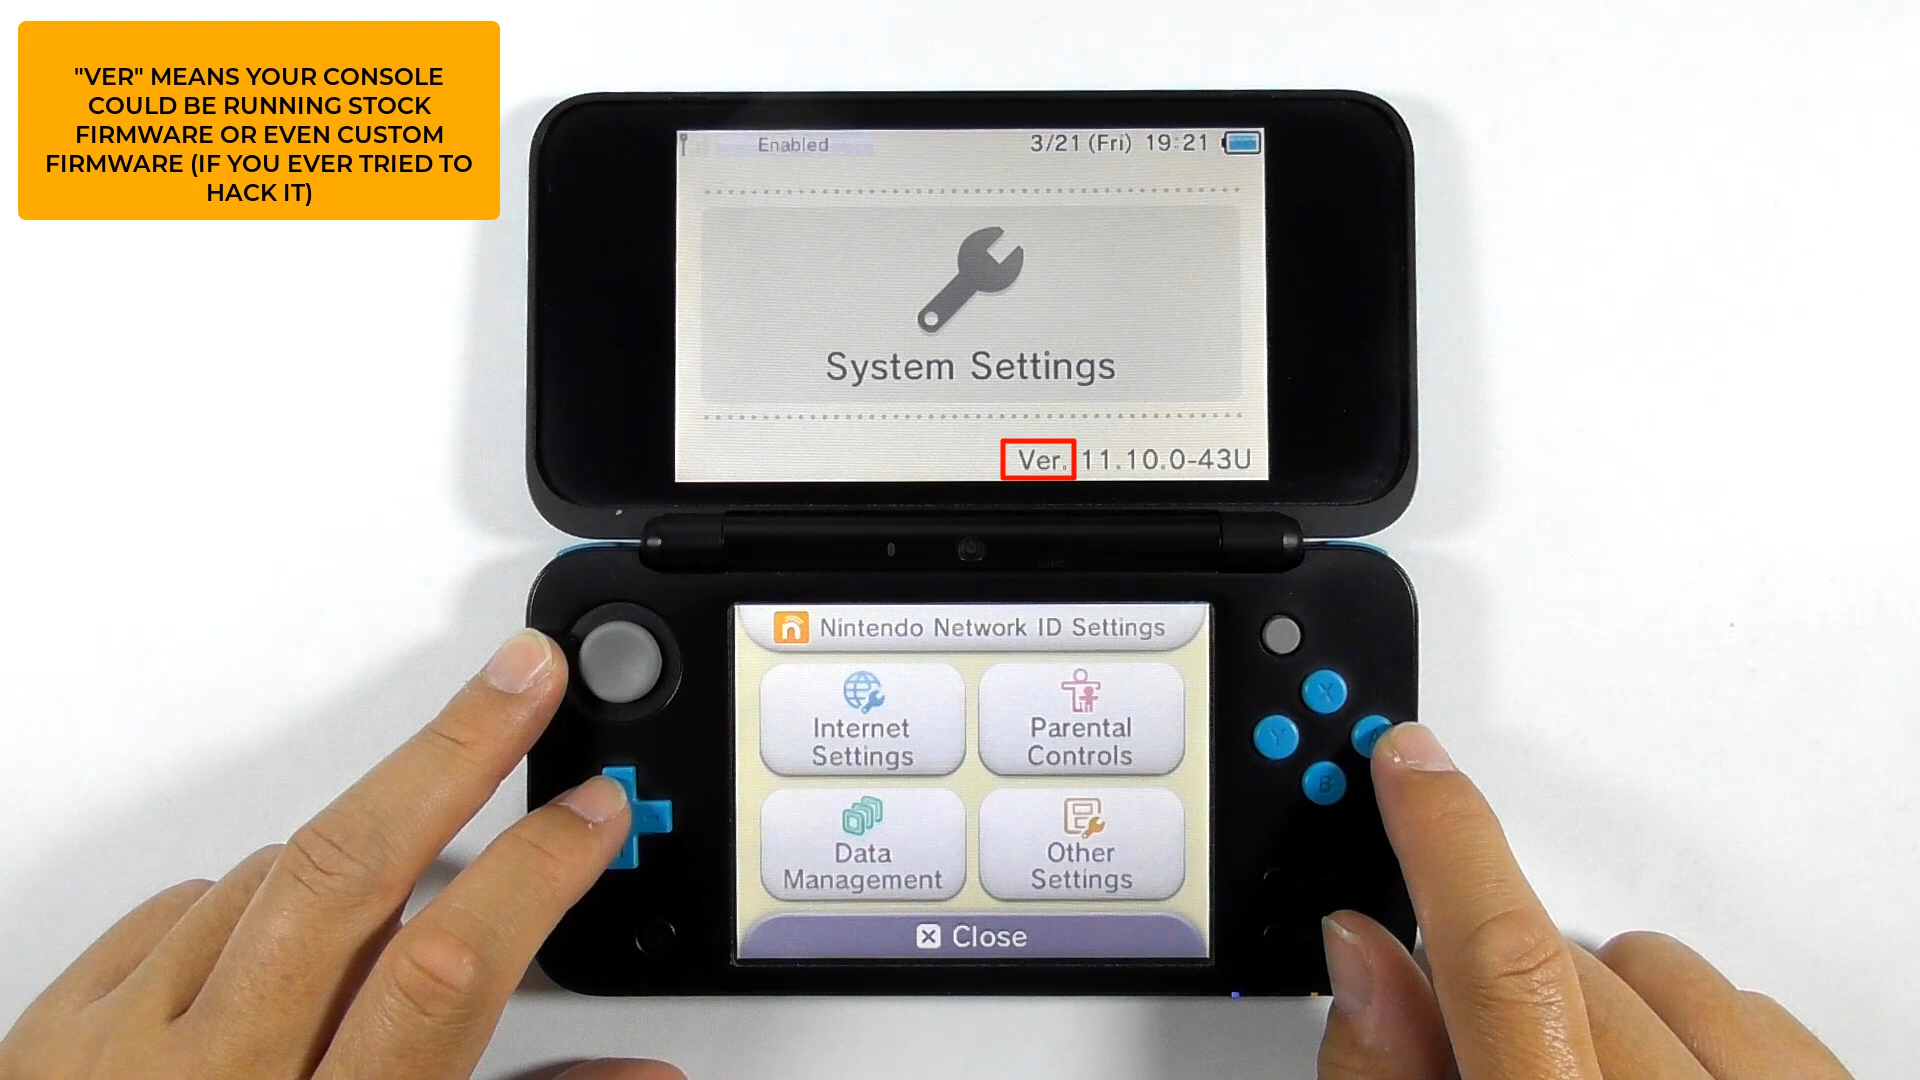 "VER" MEANS YOUR CONSOLE
COULD BE RUNNING STOCK
FIRMWARE OR EVEN CUSTOM
FIRMWARE (IF YOU EVER TRIED TO
HACK IT)
Enabled
3/21 (Fri) 19:21
System Settings
Ver. 11.10.0-43U
Nintendo Network ID Settings
Internet
Settings
Parental
Controls
Data
Management
Other
Settings
X Close
X
Y
A
B